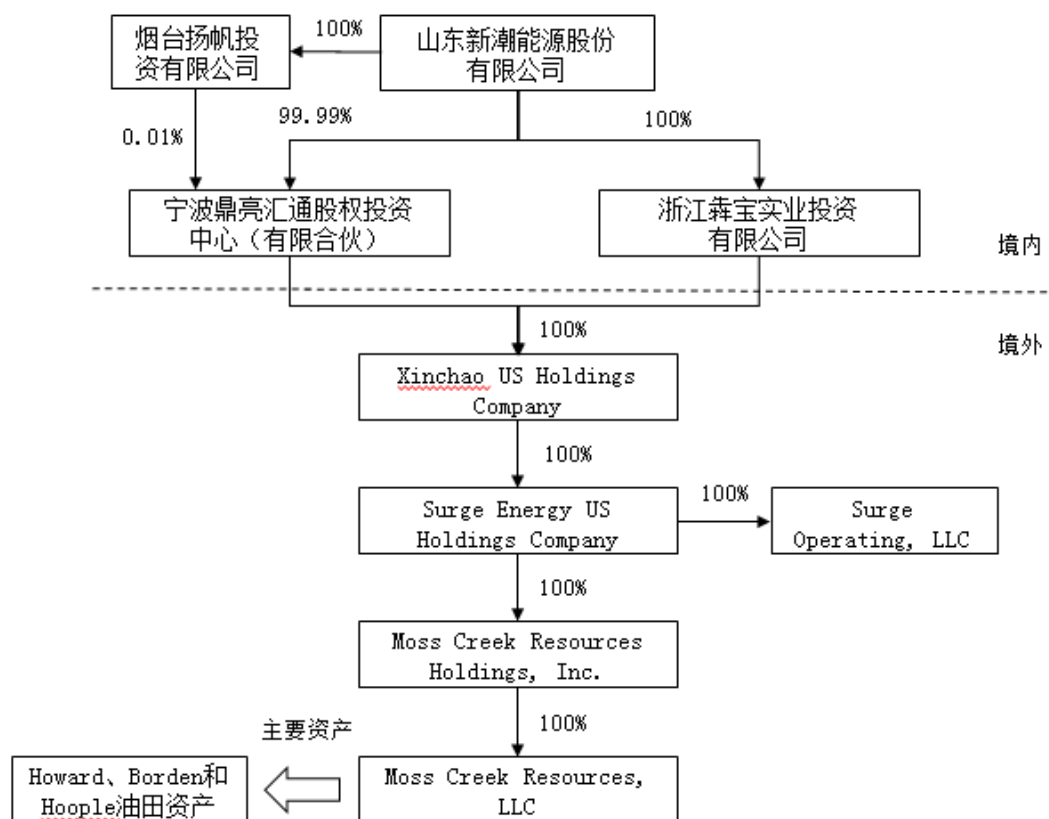 烟台扬帆投
资有限公司
100%
山东新潮能源股份
有限公司
0.01%
99.99%
100%
宁波鼎亮汇通股权投资
中心（有限合伙）
浙江犇宝实业投资
有限公司
境内
100%
境外
Xinchao US Holdings
Company
100%
Surge Energy US
Holdings Company
100%
Surge
Operating, LLC
100%
Moss Creek Resources
Holdings, Inc.
100%
主要资产
Howard、Borden和
Hoople油田资产
Moss Creek Resources,
LLC